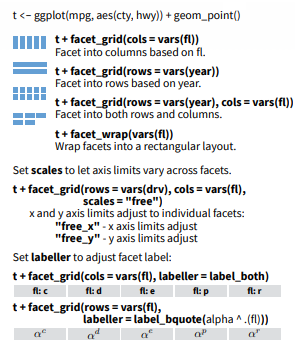 t <- ggplot(mpg, aes(cty, hwy)) + geom_point()
t + facet_grid(cols = vars(fl))
Facet into columns based on fl.
t + facet_grid(rows = vars(year))
Facet into rows based on year.
t + facet_grid(rows = vars(year), cols = vars(fl))
Facet into both rows and columns.
t + facet_wrap(vars(fl))
Wrap facets into a rectangular layout.
Set scales to let axis limits vary across facets.
t + facet_grid(rows = vars(drv), cols = vars(fl),
scales = "free")
x and y axis limits adjust to individual facets:
"free_x" - x axis limits adjust
"free_y" - y axis limits adjust
Set labeller to adjust facet label:
t + facet_grid(cols = vars(fl), labeller = label_both)
fl: c fl: d fl: e fl: p fl: r
t + facet_grid(rows = vars(fl),
labeller = label_bquote(alpha ^ .(fl)))
α^c α^d α^e α^p α^r